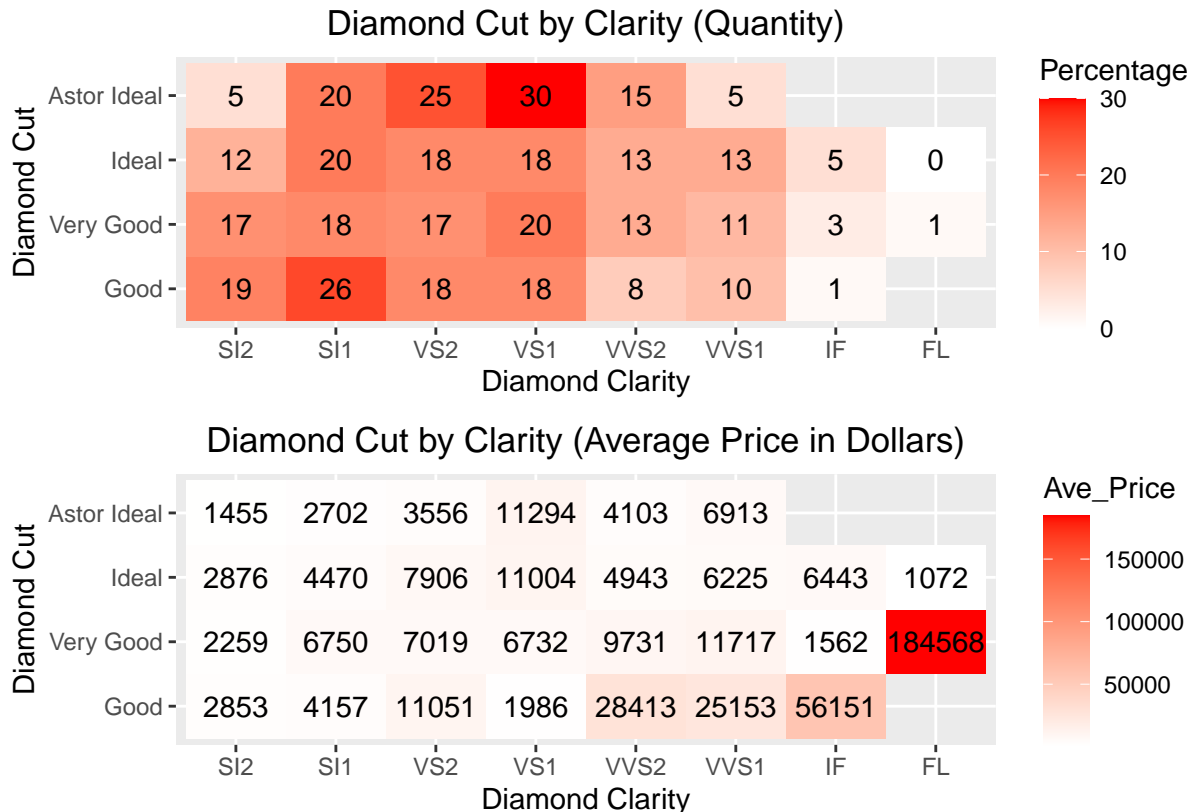 Diamond Cut by Clarity (Quantity)
Diamond Cut
Astor Ideal 5 20 25 30 15 5
Ideal 12 20 18 18 13 13 5 0
Very Good 17 18 17 20 13 11 3 1
Good 19 26 18 18 8 10 1
SI2 SI1 VS2 VS1 VVS2 VVS1 IF FL
Diamond Clarity
Percentage
30
20
10
0
Diamond Cut by Clarity (Average Price in Dollars)
Diamond Cut
Astor Ideal 1455 2702 3556 11294 4103 6913
Ideal 2876 4470 7906 11004 4943 6225 6443 1072
Very Good 2259 6750 7019 6732 9731 11717 1562 184568
Good 2853 4157 11051 1986 28413 25153 56151
SI2 SI1 VS2 VS1 VVS2 VVS1 IF FL
Diamond Clarity
Ave_Price
150000
100000
50000